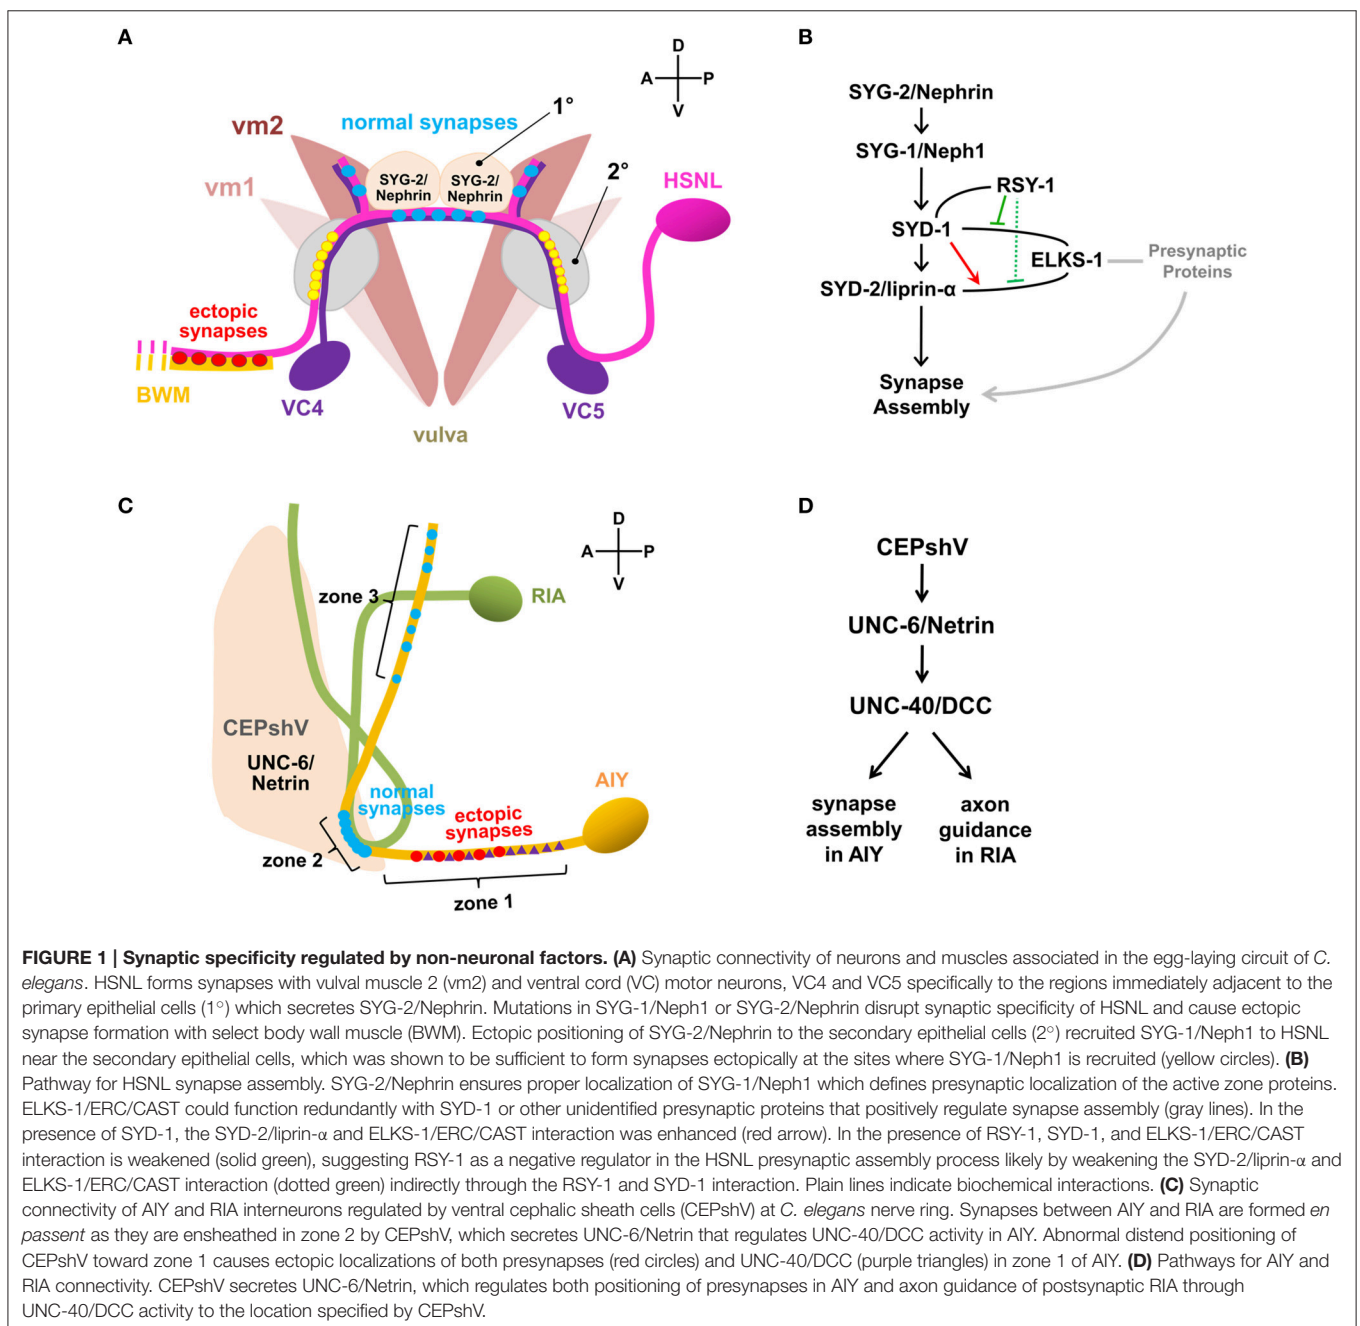 A
D
A
P
V
1°
normal synapses
vm2
2°
SYG-2/
Nephrin
SYG-2/
Nephrin
HSNL
vm1
ectopic
synapses
BWM
VC4
VC5
vulva
B
SYG-2/Nephrin
SYG-1/Neph1
RSY-1
SYD-1
ELKS-1
Presynaptic
Proteins
SYD-2/liprin-α
Synapse
Assembly
C
D
A
P
V
zone 3
RIA
CEPshV
UNC-6/
Netrin
normal
synapses
AIY
ectopic
synapses
zone 2
zone 1
D
CEPshV
UNC-6/Netrin
UNC-40/DCC
synapse
assembly
in AIY
axon
guidance
in RIA
FIGURE 1 | Synaptic specificity regulated by non-neuronal factors. (A) Synaptic connectivity of neurons and muscles associated in the egg-laying circuit of C.
elegans. HSNL forms synapses with vulval muscle 2 (vm2) and ventral cord (VC) motor neurons, VC4 and VC5 specifically to the regions immediately adjacent to the
primary epithelial cells (1°) which secretes SYG-2/Nephrin. Mutations in SYG-1/Neph1 or SYG-2/Nephrin disrupt synaptic specificity of HSNL and cause ectopic
synapse formation with select body wall muscle (BWM). Ectopic positioning of SYG-2/Nephrin to the secondary epithelial cells (2°) recruited SYG-1/Neph1 to HSNL
near the secondary epithelial cells, which was shown to be sufficient to form synapses ectopically at the sites where SYG-1/Neph1 is recruited (yellow circles). (B)
Pathway for HSNL synapse assembly. SYG-2/Nephrin ensures proper localization of SYG-1/Neph1 which defines presynaptic localization of the active zone proteins.
ELKS-1/ERC/CAST could function redundantly with SYD-1 or other unidentified presynaptic proteins that positively regulate synapse assembly (gray lines). In the
presence of SYD-1, the SYD-2/liprin-α and ELKS-1/ERC/CAST interaction was enhanced (red arrow). In the presence of RSY-1, SYD-1, and ELKS-1/ERC/CAST
interaction is weakened (solid green), suggesting RSY-1 as a negative regulator in the HSNL presynaptic assembly process likely by weakening the SYD-2/liprin-α and
ELKS-1/ERC/CAST interaction (dotted green) indirectly through the RSY-1 and SYD-1 interaction. Plain lines indicate biochemical interactions. (C) Synaptic
connectivity of AIY and RIA interneurons regulated by ventral cephalic sheath cells (CEPshV) at C. elegans nerve ring. Synapses between AIY and RIA are formed en
passent as they are ensheathed in zone 2 by CEPshV, which secretes UNC-6/Netrin that regulates UNC-40/DCC activity in AIY. Abnormal distend positioning of
CEPshV toward zone 1 causes ectopic localizations of both presynapses (red circles) and UNC-40/DCC (purple triangles) in zone 1 of AIY. (D) Pathways for AIY and
RIA connectivity. CEPshV secretes UNC-6/Netrin, which regulates both positioning of presynapses in AIY and axon guidance of postsynaptic RIA through
UNC-40/DCC activity to the location specified by CEPshV.